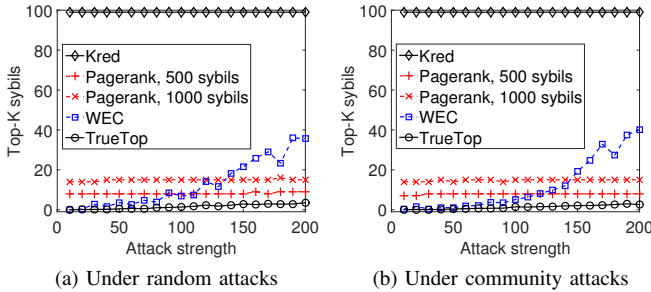 100
80
60
40
20
0
Top-K sybils
Kred
Pagerank, 500 sybils
Pagerank, 1000 sybils
WEC
TrueTop
0 50 100 150 200
Attack strength
(a) Under random attacks
100
80
60
40
20
0
Top-K sybils
Kred
Pagerank, 500 sybils
Pagerank, 1000 sybils
WEC
TrueTop
0 50 100 150 200
Attack strength
(b) Under community attacks